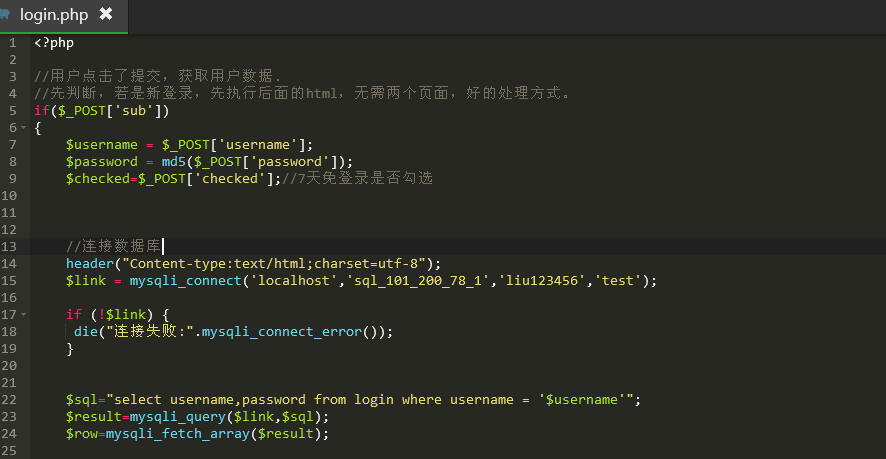 login.php ✖
1 <?php
2
3 //用户点击了提交，获取用户数据.
4 //先判断，若是新登录，先执行后面的html，无需两个页面，好的处理方式。
5 if($_POST['sub'])
6 {
7 $username = $_POST['username'];
8 $password = md5($_POST['password']);
9 $checked=$_POST['checked'];//7天免登录是否勾选
10
11
12
13 //连接数据库
14 header("Content-type:text/html;charset=utf-8");
15 $link = mysqli_connect('localhost','sql_101_200_78_1','liu123456','test');
16
17 if (!$link) {
18 die("连接失败:".mysqli_connect_error());
19 }
20
21
22 $sql="select username,password from login where username = '$username'";
23 $result=mysqli_query($link,$sql);
24 $row=mysqli_fetch_array($result);
25